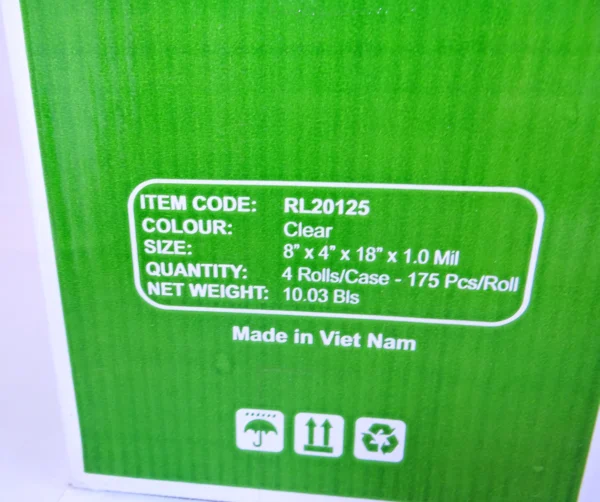 ITEM CODE: RL20125
COLOUR: Clear
SIZE: 8" x 4" x 18" x 1.0 Mil
QUANTITY: 4 Rolls/Case - 175 Pcs/Roll
NET WEIGHT: 10.03 Bls
Made in Viet Nam